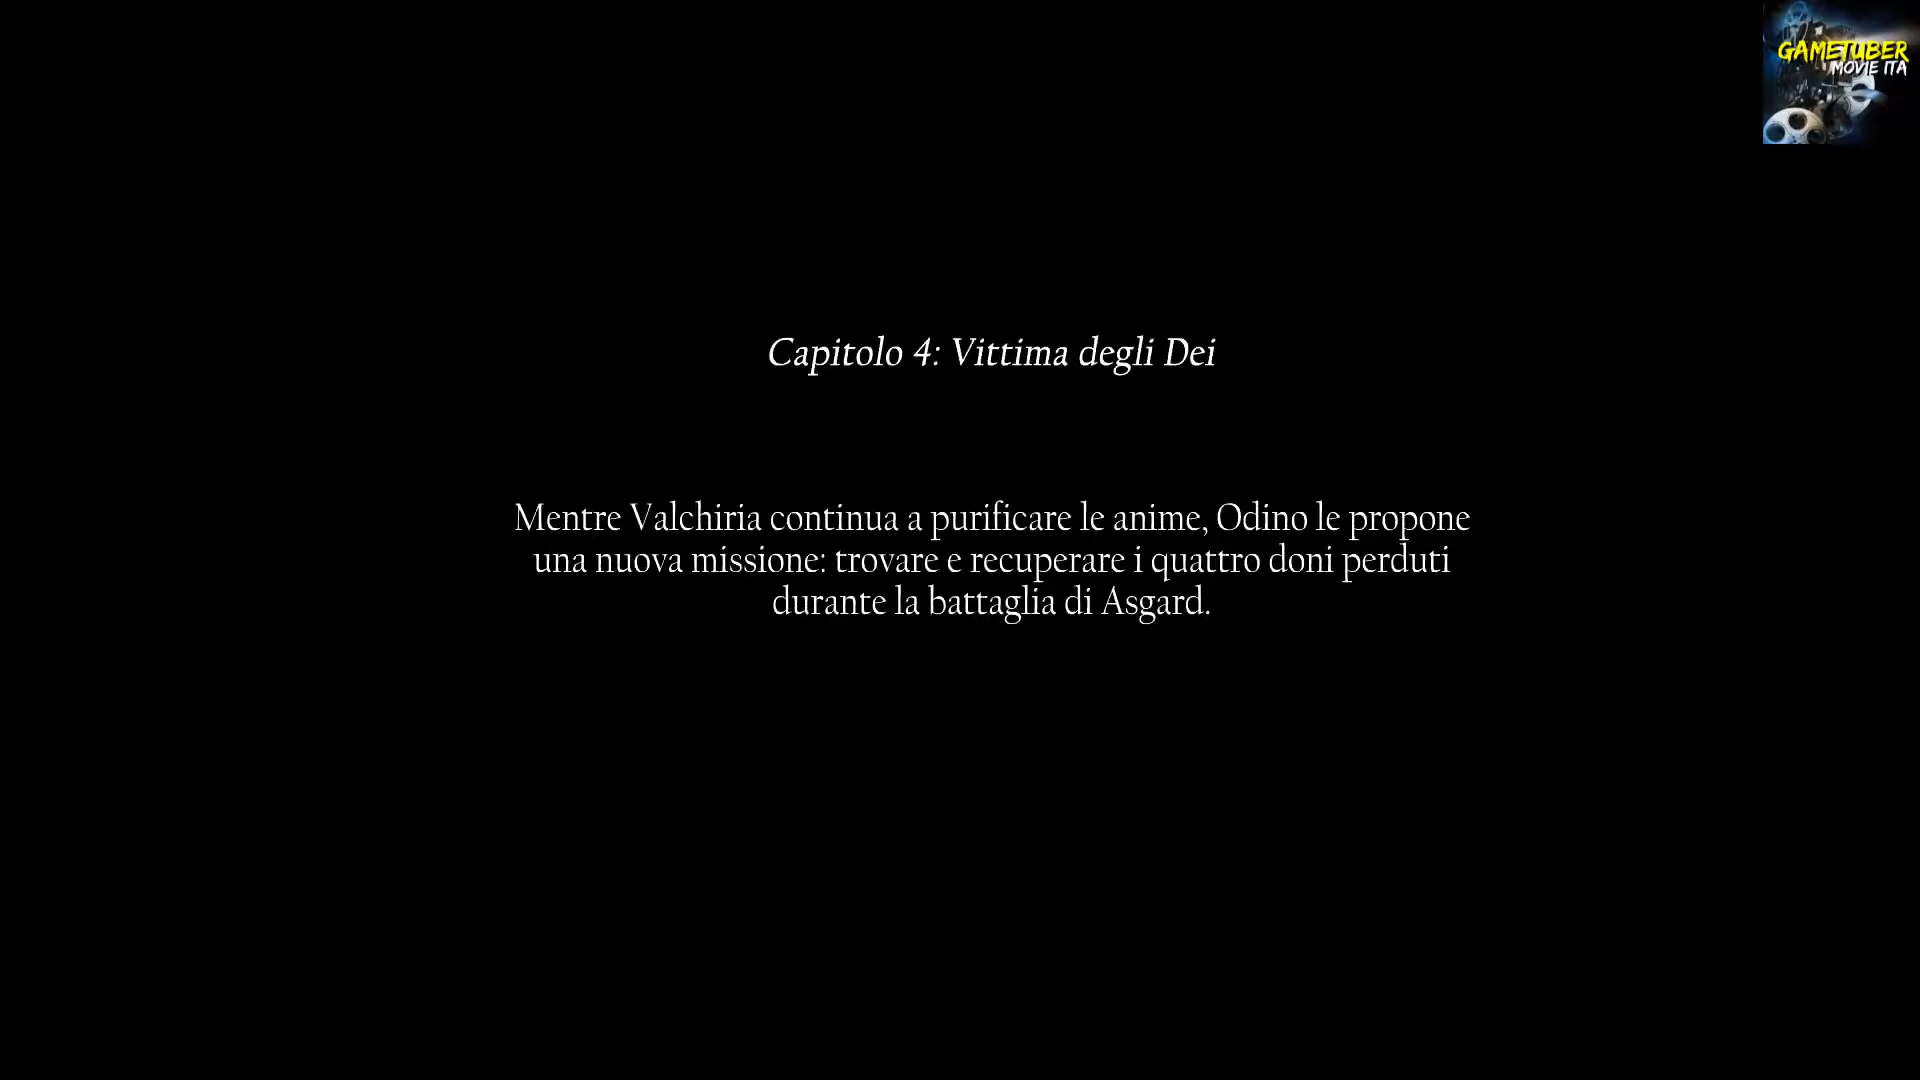 GAMETUBER
MOVIE ITA
Capitolo 4: Vittima degli Dei
Mentre Valchiria continua a purificare le anime, Odino le propone
una nuova missione: trovare e recuperare i quattro doni perduti
durante la battaglia di Asgard.